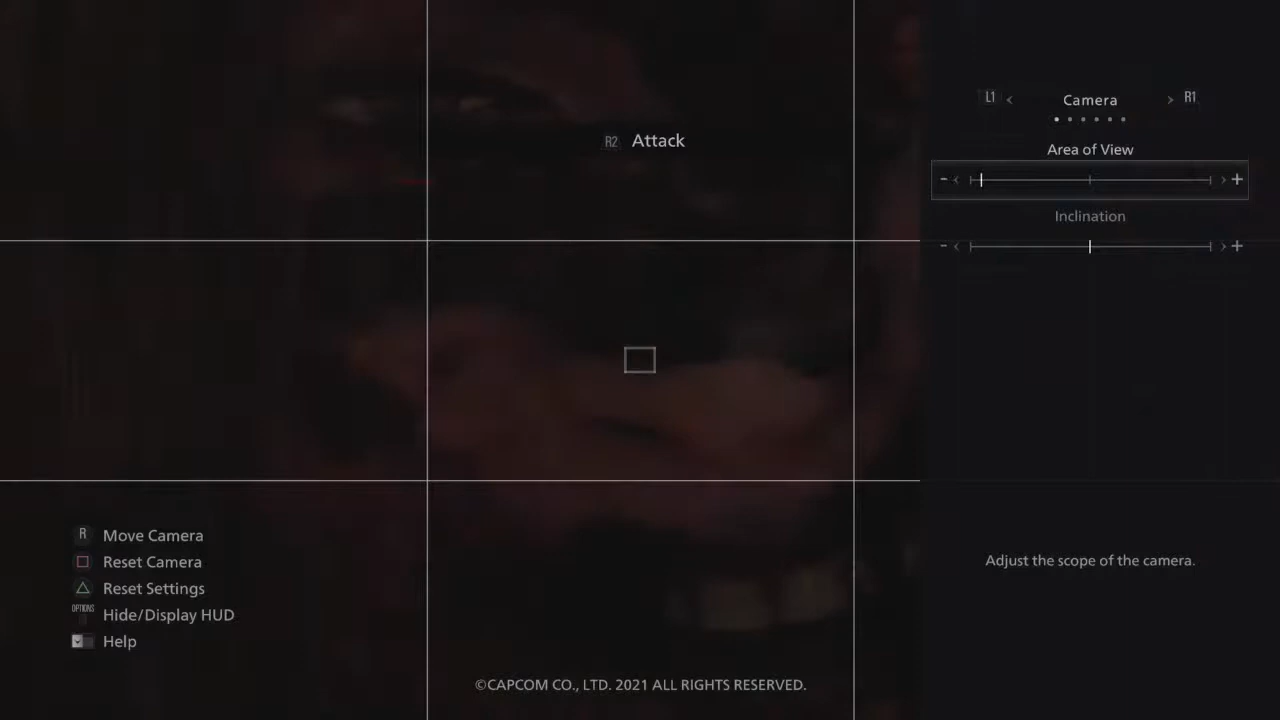 L1 < Camera > R1
R2 Attack
Area of View
- < > +
Inclination
- < > +
R Move Camera
Reset Camera
Adjust the scope of the camera.
Reset Settings
OPTIONS Hide/Display HUD
Help
©CAPCOM CO., LTD. 2021 ALL RIGHTS RESERVED.